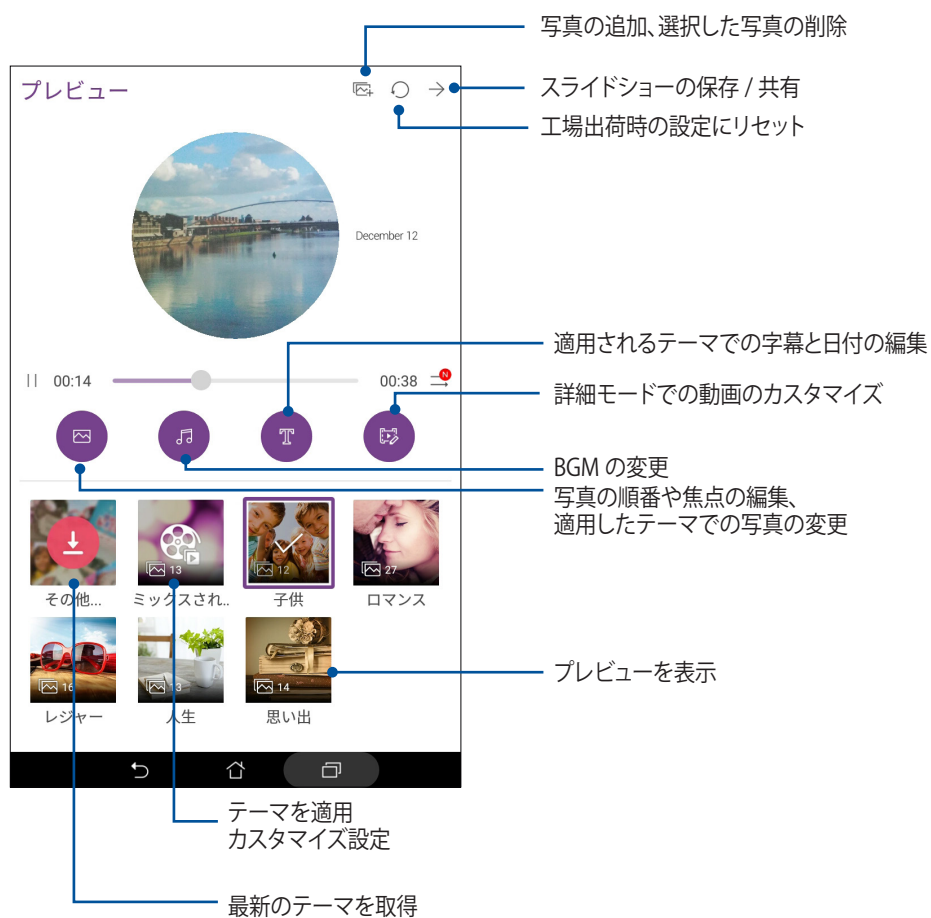 写真の追加、選択した写真の削除
プレビュー
スライドショーの保存 / 共有
工場出荷時の設定にリセット
December 12
適用されるテーマでの字幕と日付の編集
00:14
00:38
N
詳細モードでの動画のカスタマイズ
T
BGM の変更
写真の順番や焦点の編集、
適用したテーマでの写真の変更
13
12
27
その他...
ミックスされ..
子供
ロマンス
16
13
14
プレビューを表示
レジャー
人生
思い出
テーマを適用
カスタマイズ設定
最新のテーマを取得